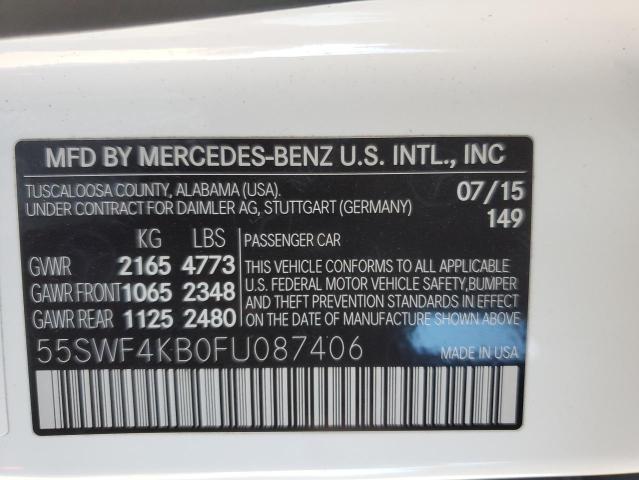 MFD BY MERCEDES-BENZ U.S. INTL., INC
TUSCALOOSA COUNTY, ALABAMA (USA). 07/15
UNDER CONTRACT FOR DAIMLER AG, STUTTGART (GERMANY) 149
KG LBS PASSENGER CAR
GVWR 2165 4773 THIS VEHICLE CONFORMS TO ALL APPLICABLE
U.S. FEDERAL MOTOR VEHICLE SAFETY,BUMPER
GAWR FRONT 1065 2348 AND THEFT PREVENTION STANDARDS IN EFFECT
GAWR REAR 1125 2480 ON THE DATE OF MANUFACTURE SHOWN ABOVE.
55SWF4KB0FU087406 MADE IN USA